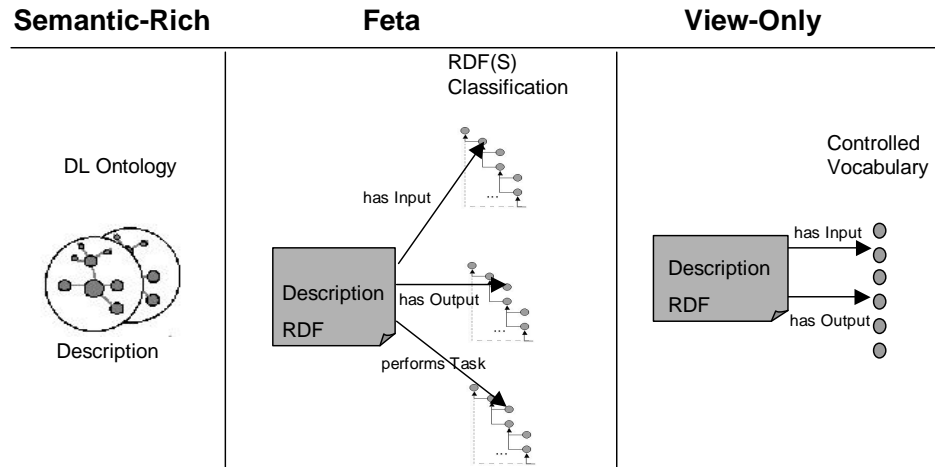 Semantic-Rich
Feta
View-Only
DL Ontology
Description
RDF(S)
Classification
has Input
...
Description
RDF
has Output
...
performs Task
...
Controlled
Vocabulary
has Input
Description
RDF
has Output